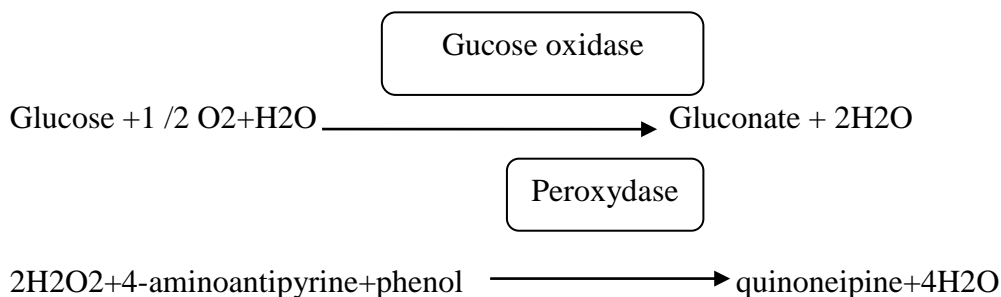 Gucose oxidase
Glucose +1 /2 O2+H2O Gluconate + 2H2O
Peroxydase
2H2O2+4-aminoantipyrine+phenol quinoneipine+4H2O